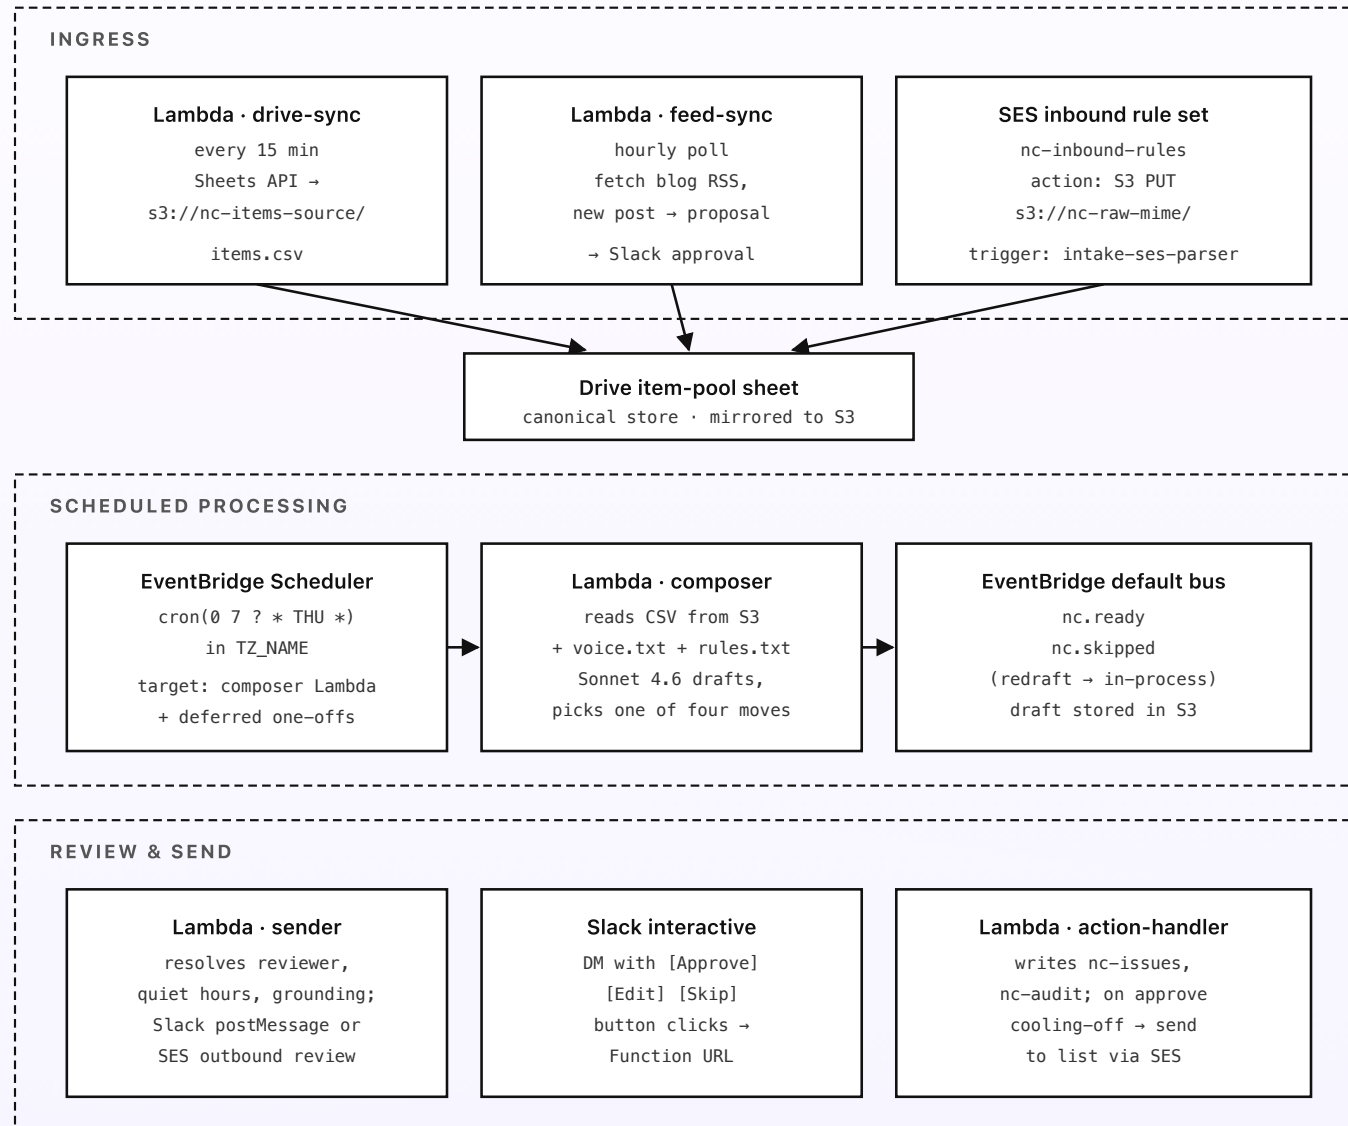 INGRESS
Lambda · drive-sync
every 15 min
Sheets API →
s3://nc-items-source/
items.csv
Lambda · feed-sync
hourly poll
fetch blog RSS,
new post → proposal
→ Slack approval
SES inbound rule set
nc-inbound-rules
action: S3 PUT
s3://nc-raw-mime/
trigger: intake-ses-parser
Drive item-pool sheet
canonical store · mirrored to S3
SCHEDULED PROCESSING
EventBridge Scheduler
cron(0 7 ? * THU *)
in TZ_NAME
target: composer Lambda
+ deferred one-offs
Lambda · composer
reads CSV from S3
+ voice.txt + rules.txt
Sonnet 4.6 drafts,
picks one of four moves
EventBridge default bus
nc.ready
nc.skipped
(redraft → in-process)
draft stored in S3
REVIEW & SEND
Lambda · sender
resolves reviewer,
quiet hours, grounding;
Slack postMessage or
SES outbound review
Slack interactive
DM with [Approve]
[Edit] [Skip]
button clicks →
Function URL
Lambda · action-handler
writes nc-issues,
nc-audit; on approve
cooling-off → send
to list via SES